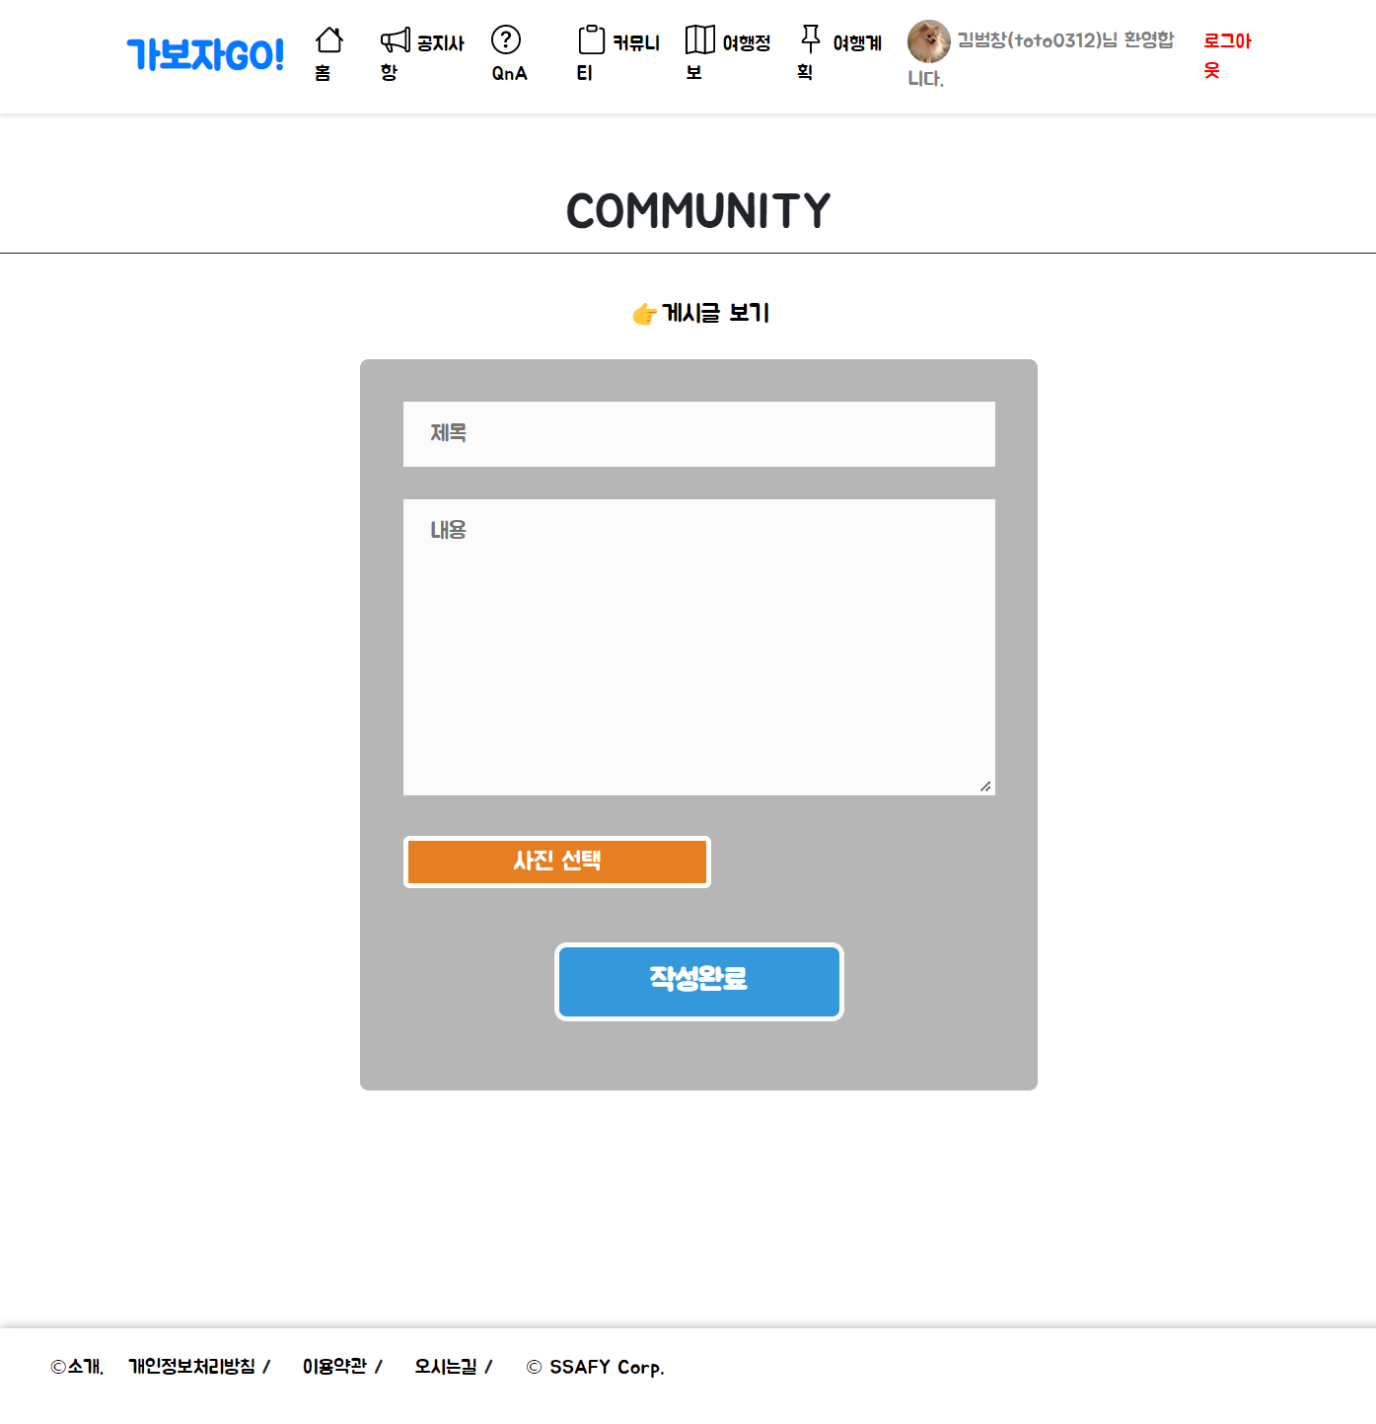 가보자GO!
홈
공지사
항
QnA
커뮤니
티
여행정
보
여행계
획
김범창(toto0312)님 환영합
니다.
로그아
웃
COMMUNITY
👉게시글 보기
제목
내용
사진 선택
작성완료
©소개. 개인정보처리방침 / 이용약관 / 오시는길 / © SSAFY Corp.